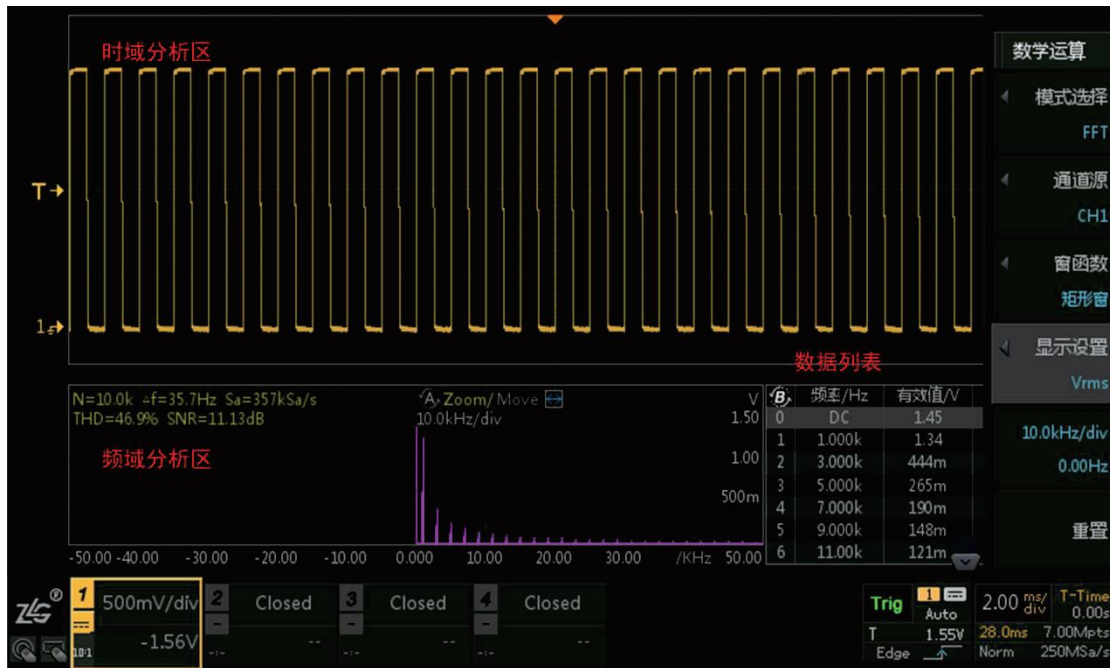 时域分析区
数学运算
模式选择
FFT
通道源
CH1
窗函数
矩形窗
显示设置
Vrms
10.0kHz/div
0.00Hz
重置
T
1
数据列表
N=10.0k △f=35.7Hz Sa=357kSa/s
THD=46.9% SNR=11.13dB
频域分析区
A Zoom/ Move
10.0kHz/div
V
1.50
1.00
500m
-50.00 -40.00 -30.00 -20.00 -10.00 0.000 10.00 20.00 30.00 /KHz 50.00
B 频率/Hz 有效值/V
0 DC 1.45
1 1.000k 1.34
2 3.000k 444m
3 5.000k 265m
4 7.000k 190m
5 9.000k 148m
6 11.00k 121m
ZLG®
1 500mV/div
-1.56V
10:1
2 Closed
-- 
-:-
3 Closed
--
-:-
4 Closed
--
-:-
Trig 1 Auto
T 1.55V
Edge
2.00 ms/div T-Time 0.00s
28.0ms 7.00Mpts
Norm 250MSa/s